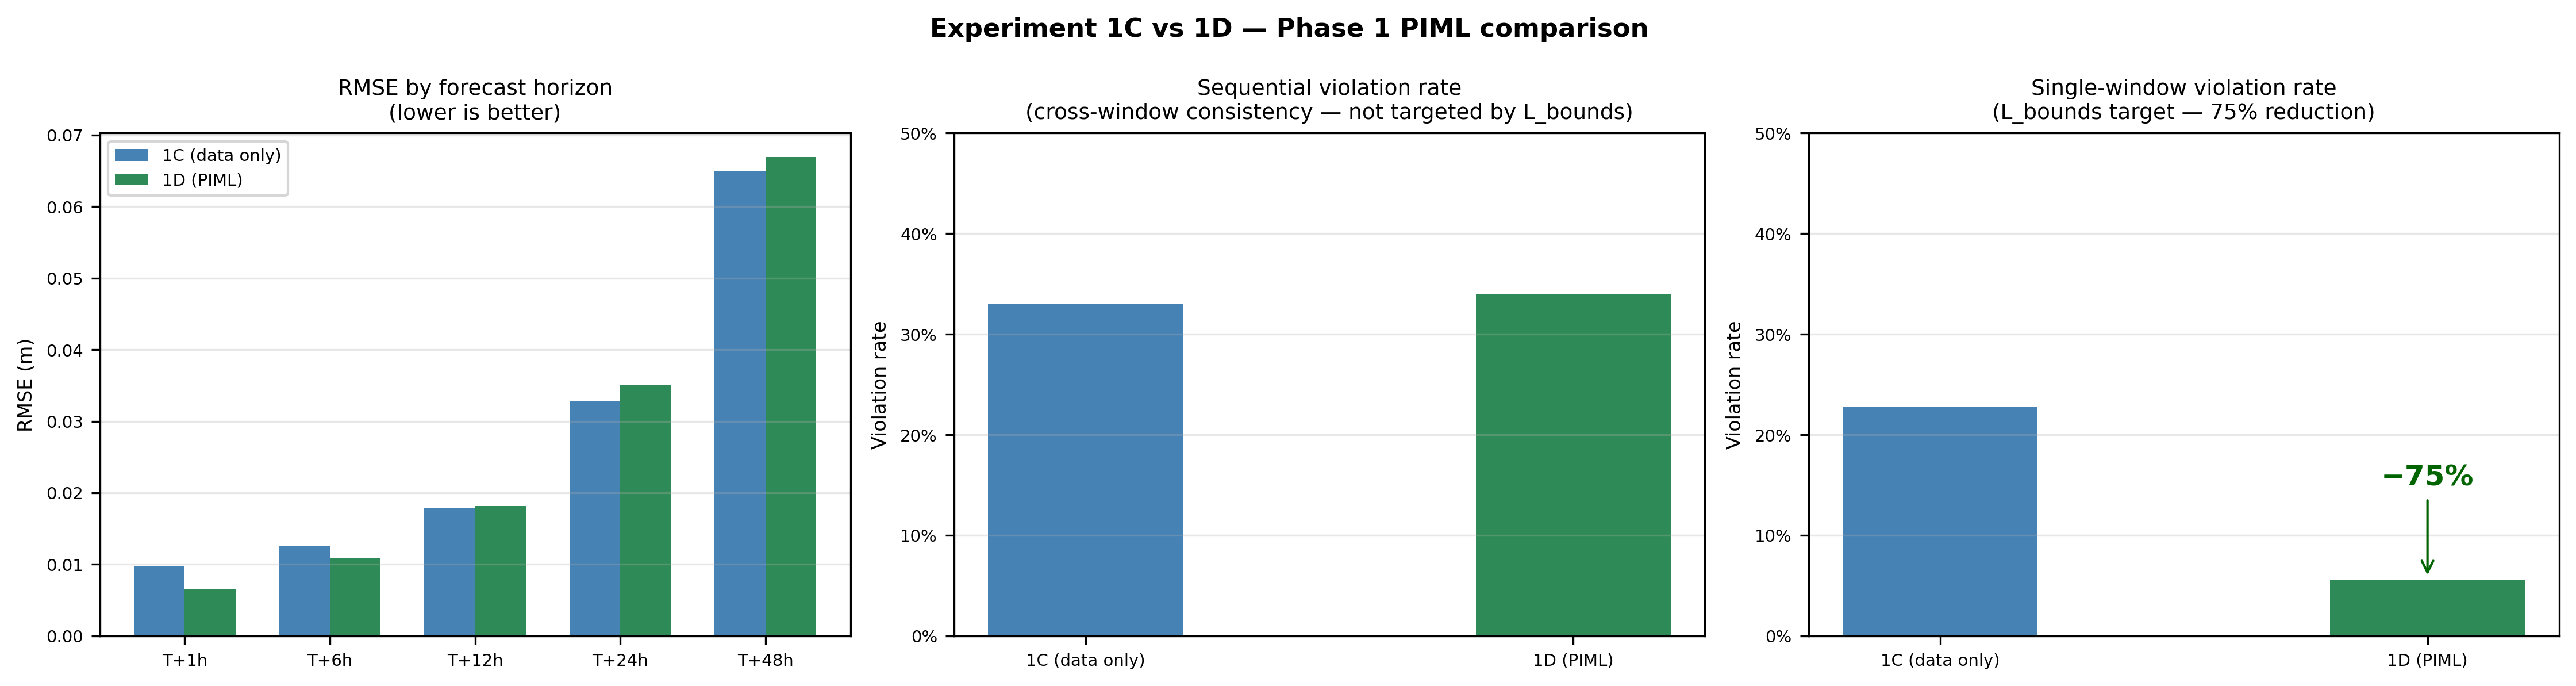 Experiment 1C vs 1D — Phase 1 PIML comparison
RMSE by forecast horizon
(lower is better)
RMSE (m)
0.07
0.06
0.05
0.04
0.03
0.02
0.01
0.00
1C (data only)
1D (PIML)
T+1h
T+6h
T+12h
T+24h
T+48h
Sequential violation rate
(cross-window consistency — not targeted by L_bounds)
Violation rate
50%
40%
30%
20%
10%
0%
1C (data only)
1D (PIML)
Single-window violation rate
(L_bounds target — 75% reduction)
Violation rate
50%
40%
30%
20%
10%
0%
−75%
1C (data only)
1D (PIML)